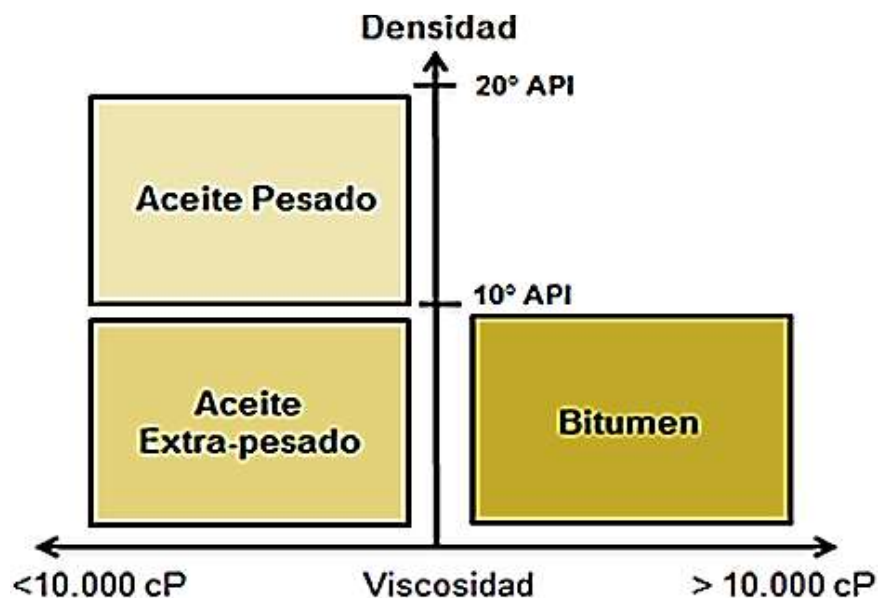 Densidad
20° API
Aceite Pesado
10° API
Aceite
Extra-pesado
Bitumen
<10.000 cP
Viscosidad
> 10.000 cP